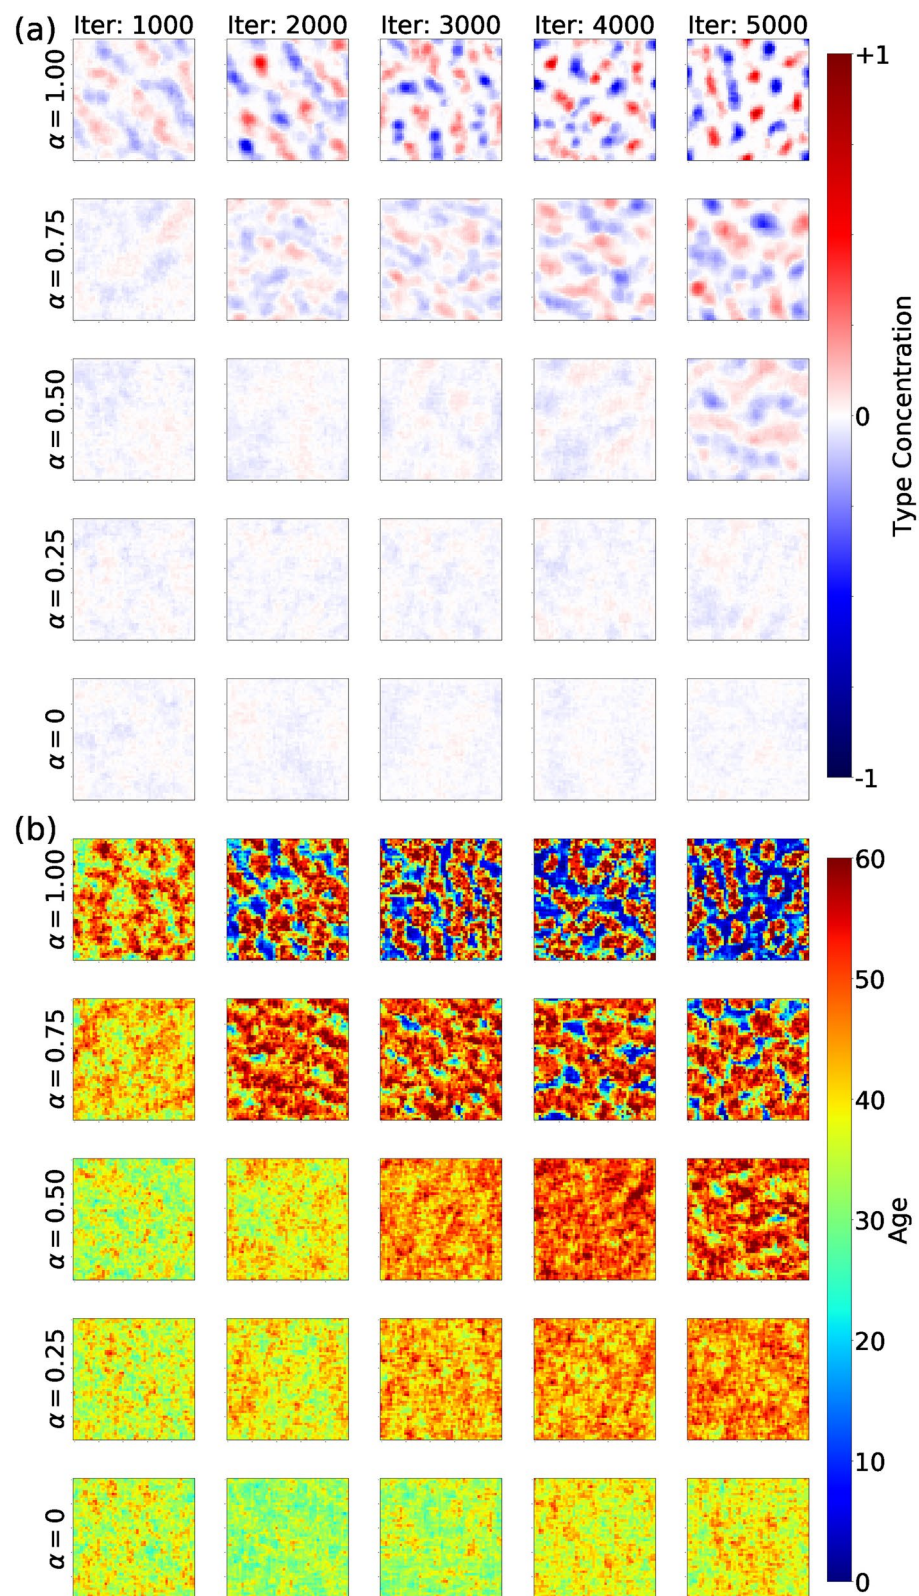 (a)
Iter: 1000 Iter: 2000 Iter: 3000 Iter: 4000 Iter: 5000
α = 1.00
α = 0.75
α = 0.50
α = 0.25
α = 0
+1
0
-1
Type Concentration
(b)
α = 1.00
α = 0.75
α = 0.50
α = 0.25
α = 0
60
50
40
30
20
10
0
Age